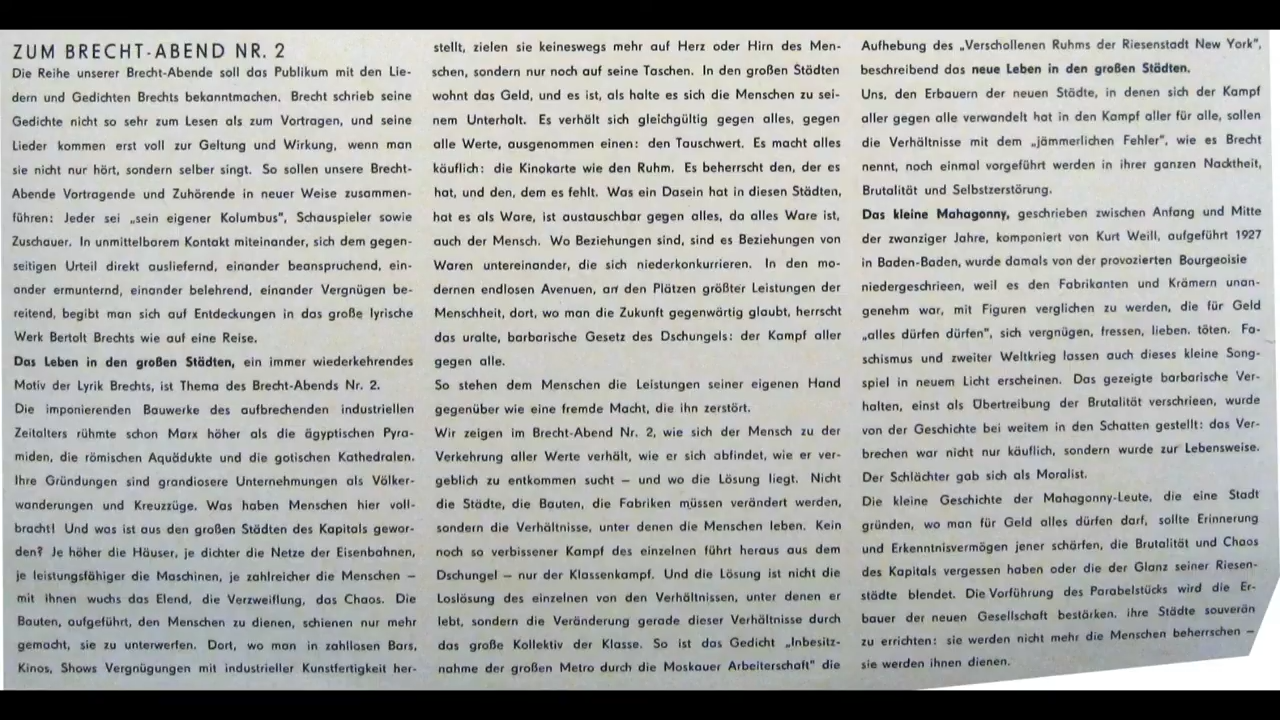 ZUM BRECHT-ABEND NR. 2
Die Reihe unserer Brecht-Abende soll das Publikum mit den Lie-
dern und Gedichten Brechts bekanntmachen. Brecht schrieb seine
Gedichte nicht so sehr zum Lesen als zum Vortragen, und seine
Lieder kommen erst voll zur Geltung und Wirkung, wenn man
sie nicht nur hört, sondern selber singt. So sollen unsere Brecht-
Abende Vortragende und Zuhörende in neuer Weise zusammen-
führen: Jeder sei „sein eigener Kolumbus“, Schauspieler sowie
Zuschauer. In unmittelbarem Kontakt miteinander, sich dem gegen-
seitigen Urteil direkt ausliefernd, einander beanspruchend, ein-
ander ermunternd, einander belehrend, einander Vergnügen be-
reitend, begibt man sich auf Entdeckungen in das große lyrische
Werk Bertolt Brechts wie auf eine Reise.
Das Leben in den großen Städten, ein immer wiederkehrendes
Motiv der Lyrik Brechts, ist Thema des Brecht-Abends Nr. 2.
Die imponierenden Bauwerke des aufbrechenden industriellen
Zeitalters rühmte schon Marx höher als die ägyptischen Pyra-
miden, die römischen Aquädukte und die gotischen Kathedralen.
Ihre Gründungen sind grandiosere Unternehmungen als Völker-
wanderungen und Kreuzzüge. Was haben Menschen hier voll-
bracht! Und was ist aus den großen Städten des Kapitals gewor-
den? Je höher die Häuser, je dichter die Netze der Eisenbahnen,
je leistungsfähiger die Maschinen, je zahlreicher die Menschen –
mit ihnen wuchs das Elend, die Verzweiflung, das Chaos. Die
Bauten, aufgeführt, den Menschen zu dienen, schienen nur mehr
gemacht, sie zu unterwerfen. Dort, wo man in zahllosen Bars,
Kinos, Shows Vergnügungen mit industrieller Kunstfertigkeit her-
stellt, zielen sie keineswegs mehr auf Herz oder Hirn des Men-
schen, sondern nur noch auf seine Taschen. In den großen Städten
wohnt das Geld, und es ist, als halte es sich die Menschen zu sei-
nem Unterhalt. Es verhält sich gleichgültig gegen alles, gegen
alle Werte, ausgenommen einen: den Tauschwert. Es macht alles
käuflich: die Kinokarte wie den Ruhm. Es beherrscht den, der es
hat, und den, dem es fehlt. Was ein Dasein hat in diesen Städten,
hat es als Ware, ist austauschbar gegen alles, da alles Ware ist,
auch der Mensch. Wo Beziehungen sind, sind es Beziehungen von
Waren untereinander, die sich niederkonkurrieren. In den mo-
dernen endlosen Avenuen, an den Plätzen größter Leistungen der
Menschheit, dort, wo man die Zukunft gegenwärtig glaubt, herrscht
das uralte, barbarische Gesetz des Dschungels: der Kampf aller
gegen alle.
So stehen dem Menschen die Leistungen seiner eigenen Hand
gegenüber wie eine fremde Macht, die ihn zerstört.
Wir zeigen im Brecht-Abend Nr. 2, wie sich der Mensch zu der
Verkehrung aller Werte verhält, wie er sich abfindet, wie er ver-
geblich zu entkommen sucht – und wo die Lösung liegt. Nicht
die Städte, die Bauten, die Fabriken müssen verändert werden,
sondern die Verhältnisse, unter denen die Menschen leben. Kein
noch so verbissener Kampf des einzelnen führt heraus aus dem
Dschungel – nur der Klassenkampf. Und die Lösung ist nicht die
Loslösung des einzelnen von den Verhältnissen, unter denen er
lebt, sondern die Veränderung gerade dieser Verhältnisse durch
das große Kollektiv der Klasse. So ist das Gedicht „Inbesitz-
nahme der großen Metro durch die Moskauer Arbeiterschaft“ die
Aufhebung des „Verschollenen Ruhms der Riesenstadt New York“,
beschreibend das neue Leben in den großen Städten.
Uns, den Erbauern der neuen Städte, in denen sich der Kampf
aller gegen alle verwandelt hat in den Kampf aller für alle, sollen
die Verhältnisse mit dem „jämmerlichen Fehler“, wie es Brecht
nennt, noch einmal vorgeführt werden in ihrer ganzen Nacktheit,
Brutalität und Selbstzerstörung.
Das kleine Mahagonny, geschrieben zwischen Anfang und Mitte
der zwanziger Jahre, komponiert von Kurt Weill, aufgeführt 1927
in Baden-Baden, wurde damals von der provozierten Bourgeoisie
niedergeschrieen, weil es den Fabrikanten und Krämern unan-
genehm war, mit Figuren verglichen zu werden, die für Geld
„alles dürfen dürfen“, sich vergnügen, fressen, lieben, töten. Fa-
schismus und zweiter Weltkrieg lassen auch dieses kleine Song-
spiel in neuem Licht erscheinen. Das gezeigte barbarische Ver-
halten, einst als Übertreibung der Brutalität verschrieen, wurde
von der Geschichte bei weitem in den Schatten gestellt: das Ver-
brechen war nicht nur käuflich, sondern wurde zur Lebensweise.
Der Schlächter gab sich als Moralist.
Die kleine Geschichte der Mahagonny-Leute, die eine Stadt
gründen, wo man für Geld alles dürfen darf, sollte Erinnerung
und Erkenntnisvermögen jener schärfen, die Brutalität und Chaos
des Kapitals vergessen haben oder die der Glanz seiner Riesen-
städte blendet. Die Vorführung des Parabelstücks wird die Er-
bauer der neuen Gesellschaft bestärken, ihre Städte souverän
zu errichten: sie werden nicht mehr die Menschen beherrschen –
sie werden ihnen dienen.